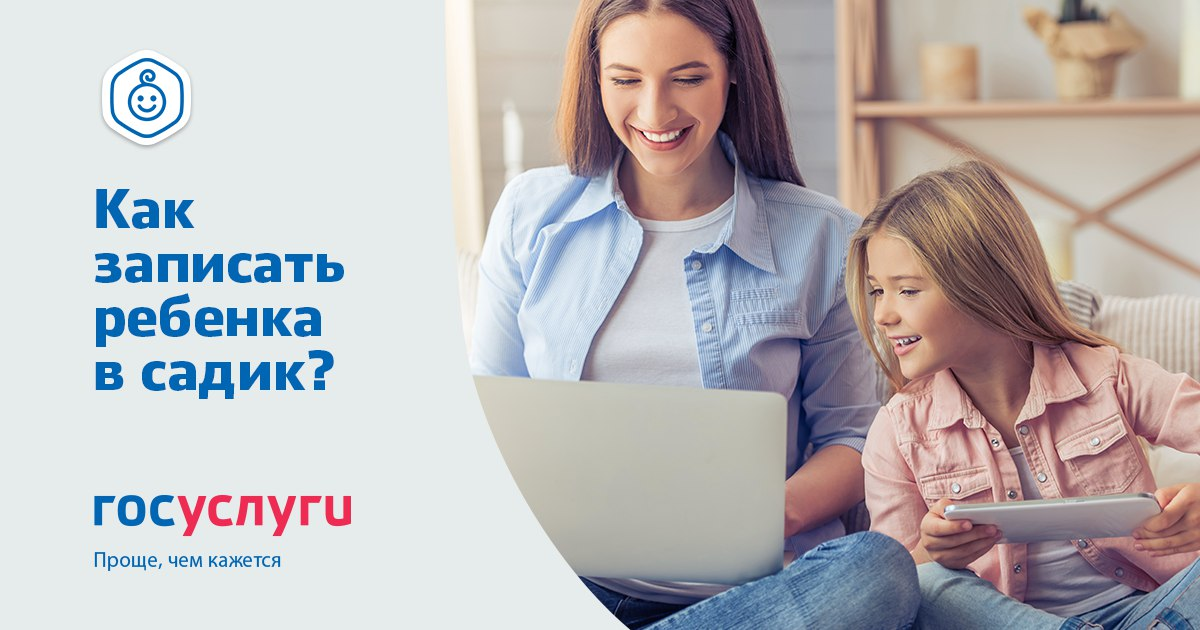 Как
записать
ребенка
в садик?
госуслуги
Проще, чем кажется